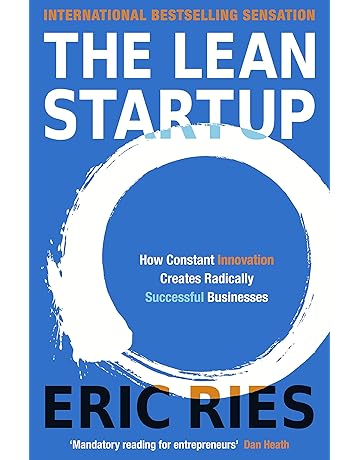 INTERNATIONAL BESTSELLING SENSATION
THE LEAN
STARTUP
How Constant Innovation
Creates Radically
Successful Businesses
ERIC RIES
‘Mandatory reading for entrepreneurs’ Dan Heath